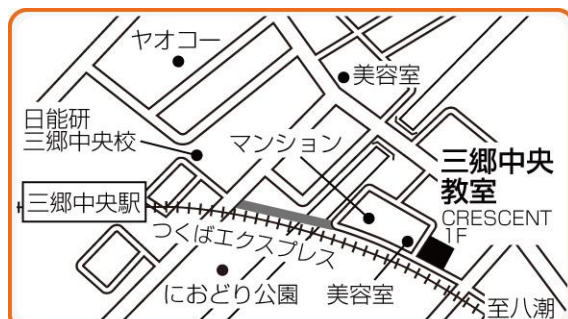 ヤオコー
美容室
日能研
三郷中央校
マンション
三郷中央
教室
CRESCENT
1F
三郷中央駅
つくばエクスプレス
におどり公園
美容室
至八潮